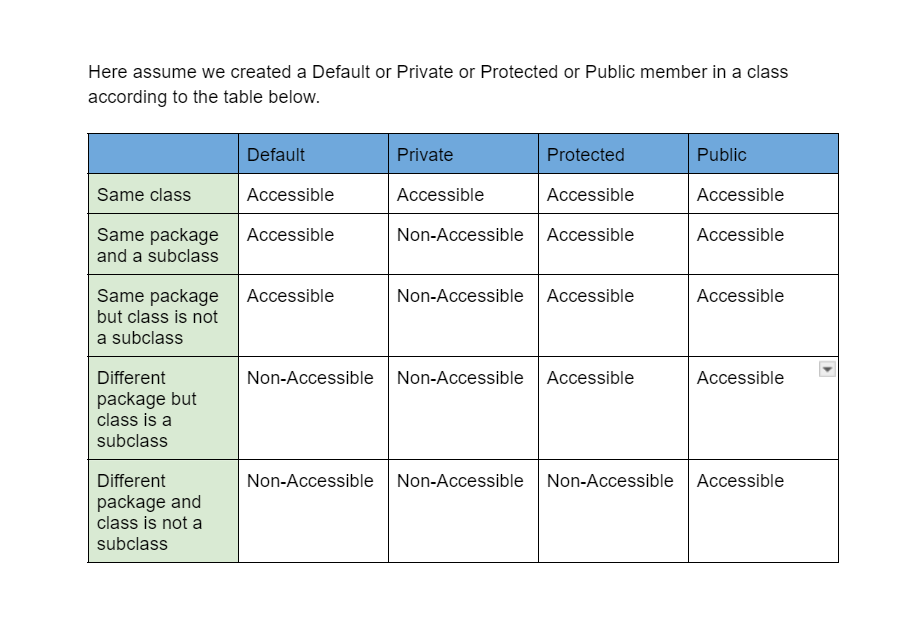 Here assume we created a Default or Private or Protected or Public member in a class
according to the table below.
Default Private Protected Public
Same class Accessible Accessible Accessible Accessible
Same package Accessible Non-Accessible Accessible Accessible
and a subclass
Same package Accessible Non-Accessible Accessible Accessible
but class is not
a subclass
Different Non-Accessible Non-Accessible Accessible Accessible
package but
class is a
subclass
Different Non-Accessible Non-Accessible Non-Accessible Accessible
package and
class is not a
subclass